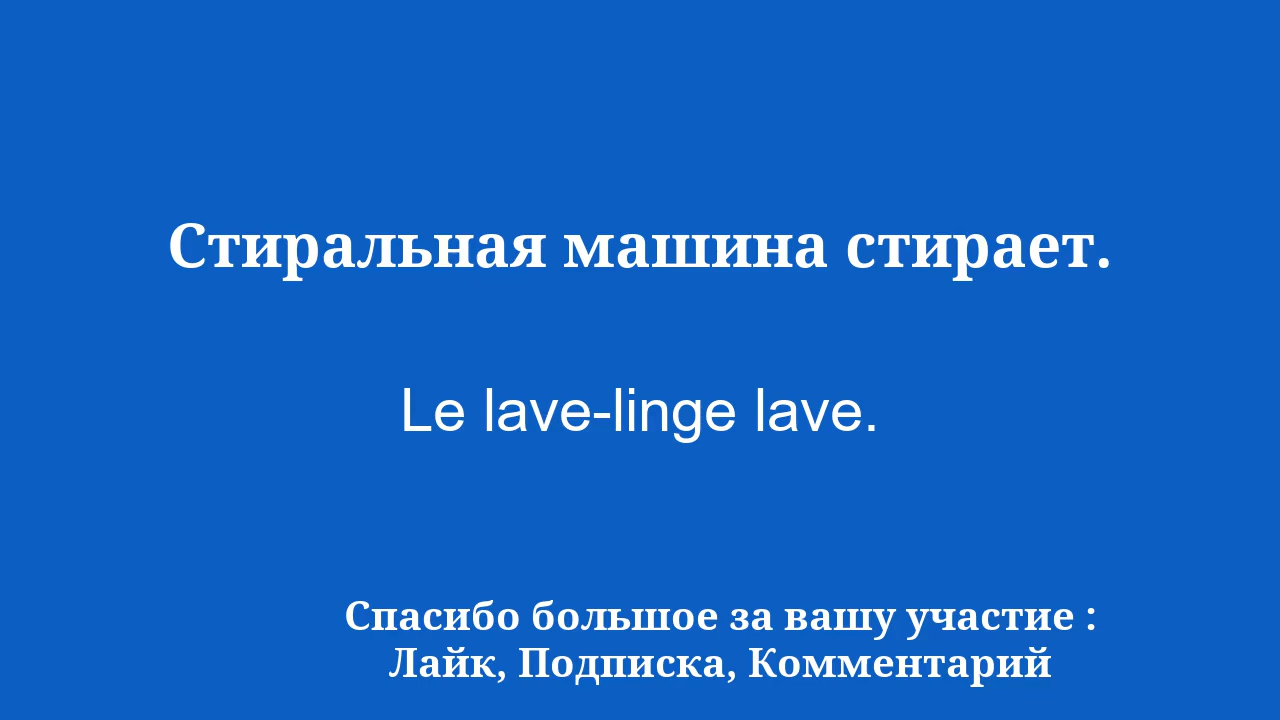 Стиральная машина стирает.
Le lave-linge lave.
Спасибо большое за вашу участие :
Лайк, Подписка, Комментарий